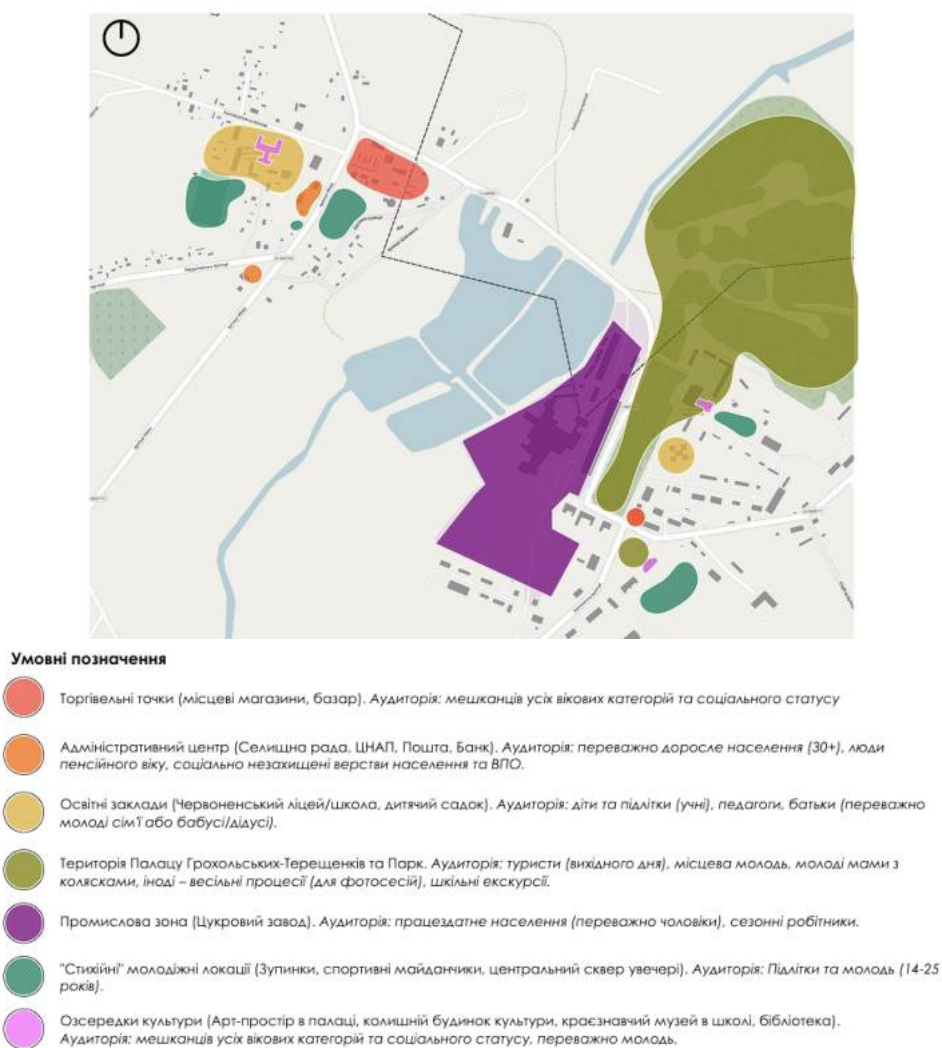 Умовні позначення
Торгівельні точки (місцеві магазини, базар). Аудиторія: мешканців усіх вікових категорій та соціального статусу
Адміністративний центр (Селищна рада, ЦНАП, Пошта, Банк). Аудиторія: переважно доросле населення (30+), люди
пенсійного віку, соціально незахищені верстви населення та ВПО.
Освітні заклади (Червоненський ліцей/школа, дитячий садок). Аудиторія: діти та підлітки (учні), педагоги, батьки (переважно
молоді сім'ї або бабусі/дідусі).
Територія Палацу Грохольських-Терещенків та Парк. Аудиторія: туристи (вихідного дня), місцева молодь, молоді мами з
колясками, іноді – весільні процесії (для фотосесій), шкільні екскурсії.
Промислова зона (Цукровий завод). Аудиторія: працездатне населення (переважно чоловіки), сезонні робітники.
"Стихійні" молодіжні локації (Зупинки, спортивні майданчики, центральний сквер увечері). Аудиторія: Підлітки та молодь (14-25
років).
Озсередки культури (Арт-простір в палаці, колишній будинок культури, краєзнавчий музей в школі, бібліотека).
Аудиторія: мешканців усіх вікових категорій та соціального статусу, переважно молодь.